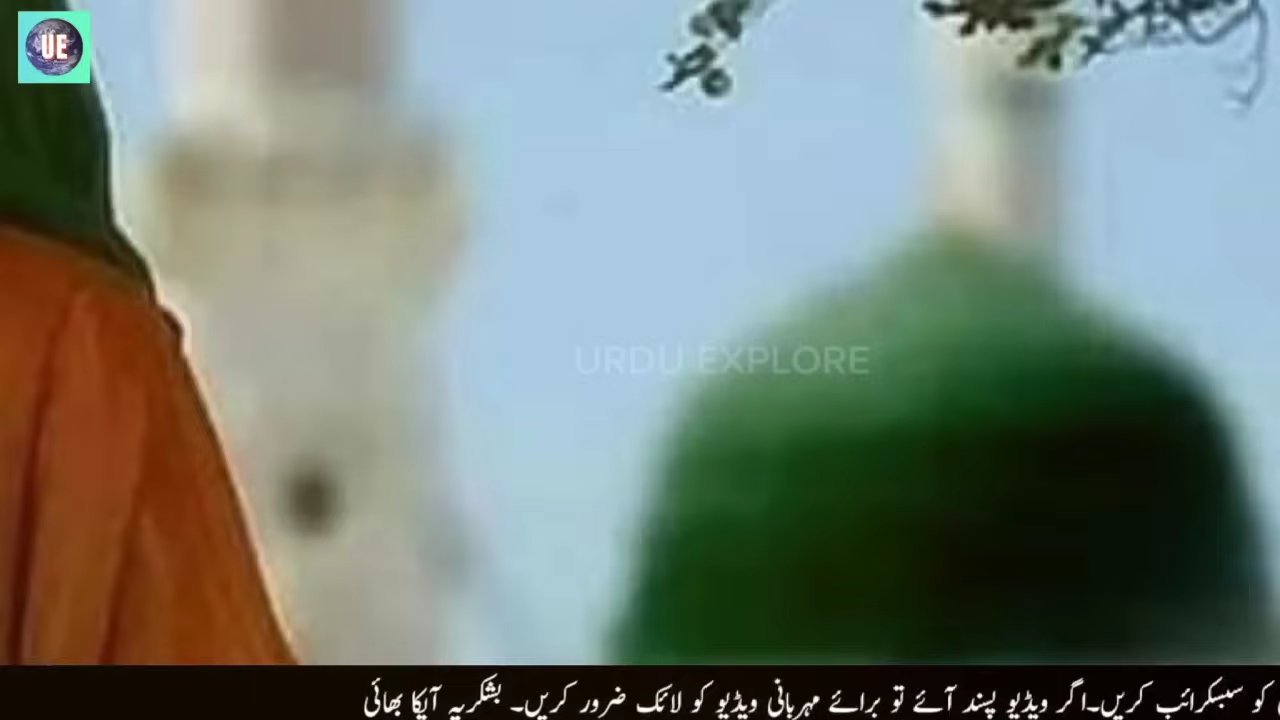 UE
URDU EXPLORE
کو سبسکرائب کریں۔اگر ویڈیو پسند آئے تو برائے مہربانی ویڈیو کو لائک ضرور کریں۔ بشکریہ آپکا بھائی